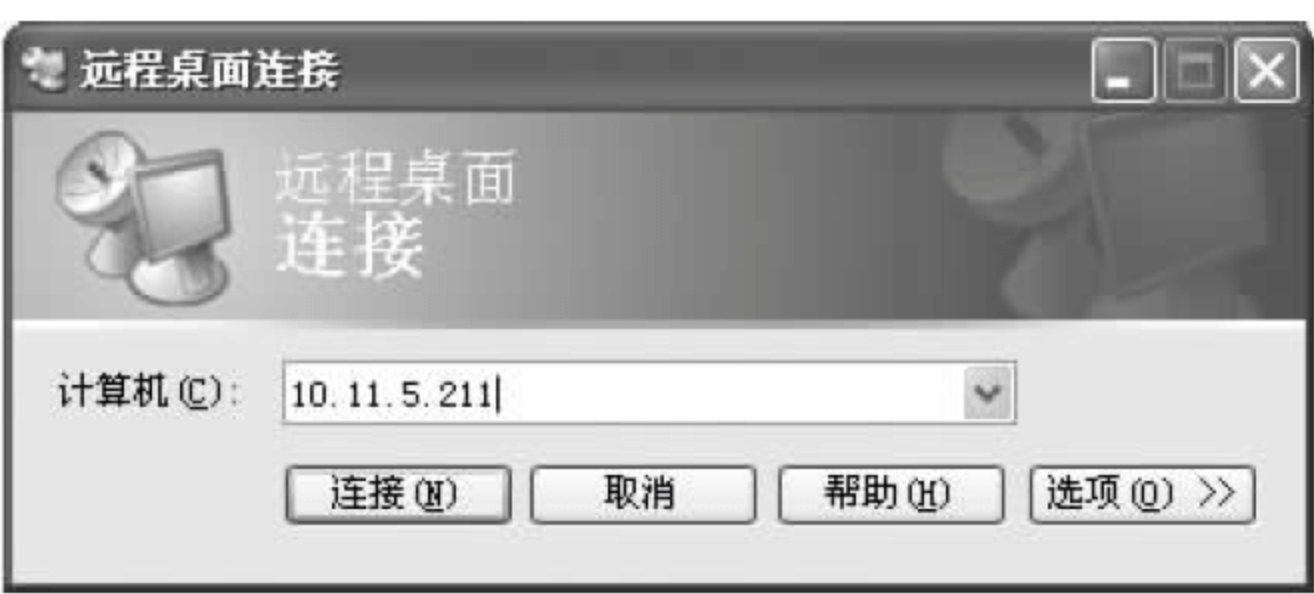 远程桌面连接
远程桌面
连接
计算机(C): 10.11.5.211
连接(N) 取消 帮助(H) 选项(O) >>